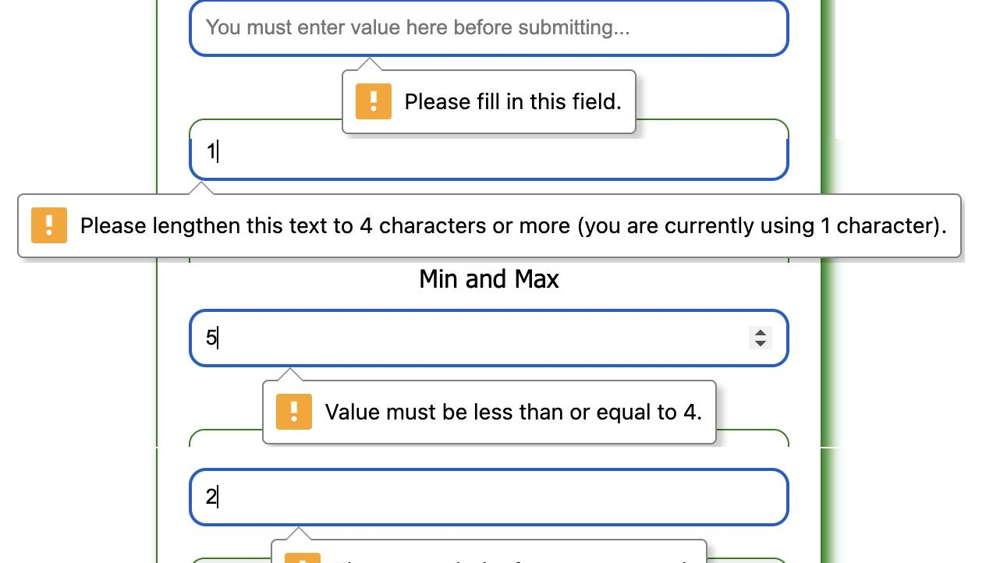 You must enter value here before submitting...
Please fill in this field.
1
Please lengthen this text to 4 characters or more (you are currently using 1 character).
Min and Max
5
Value must be less than or equal to 4.
2